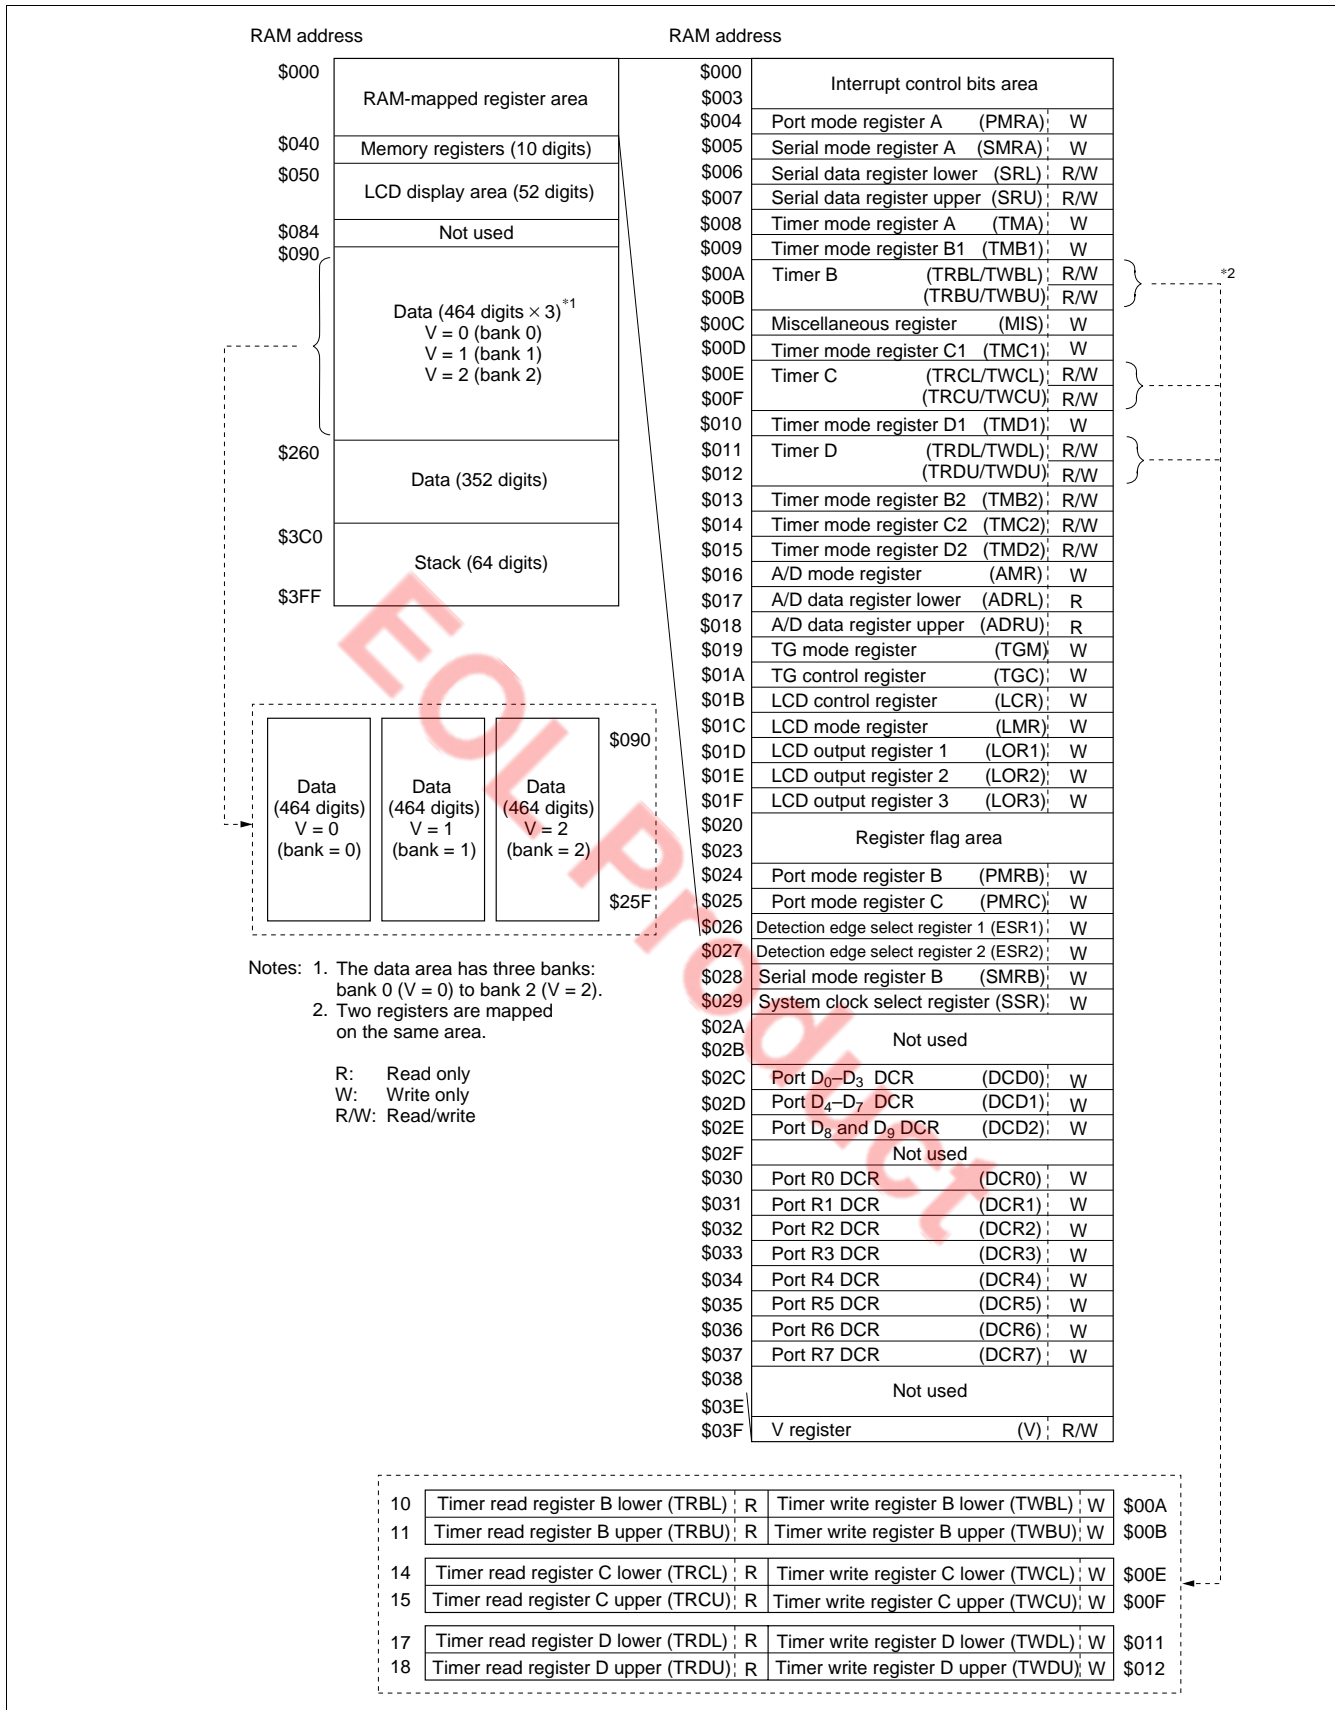 RAM address
$000
RAM-mapped register area
$040
Memory registers (10 digits)
$050
LCD display area (52 digits)
$084
Not used
$090
Data (464 digits × 3)*1
V = 0 (bank 0)
V = 1 (bank 1)
V = 2 (bank 2)
$260
Data (352 digits)
$3C0
Stack (64 digits)
$3FF
Data
(464 digits)
V = 0
(bank = 0)
Data
(464 digits)
V = 1
(bank = 1)
Data
(464 digits)
V = 2
(bank = 2)
$090
$25F
Notes: 1. The data area has three banks:
bank 0 (V = 0) to bank 2 (V = 2).
2. Two registers are mapped
on the same area.
R: Read only
W: Write only
R/W: Read/write
RAM address
$000
Interrupt control bits area
$003
$004 Port mode register A (PMRA) W
$005 Serial mode register A (SMRA) W
$006 Serial data register lower (SRL) R/W
$007 Serial data register upper (SRU) R/W
$008 Timer mode register A (TMA) W
$009 Timer mode register B1 (TMB1) W
$00A Timer B (TRBL/TWBL) R/W
$00B (TRBU/TWBU) R/W
*2
$00C Miscellaneous register (MIS) W
$00D Timer mode register C1 (TMC1) W
$00E Timer C (TRCL/TWCL) R/W
$00F (TRCU/TWCU) R/W
$010 Timer mode register D1 (TMD1) W
$011 Timer D (TRDL/TWDL) R/W
$012 (TRDU/TWDU) R/W
$013 Timer mode register B2 (TMB2) R/W
$014 Timer mode register C2 (TMC2) R/W
$015 Timer mode register D2 (TMD2) R/W
$016 A/D mode register (AMR) W
$017 A/D data register lower (ADRL) R
$018 A/D data register upper (ADRU) R
$019 TG mode register (TGM) W
$01A TG control register (TGC) W
$01B LCD control register (LCR) W
$01C LCD mode register (LMR) W
$01D LCD output register 1 (LOR1) W
$01E LCD output register 2 (LOR2) W
$01F LCD output register 3 (LOR3) W
$020
Register flag area
$023
$024 Port mode register B (PMRB) W
$025 Port mode register C (PMRC) W
$026 Detection edge select register 1 (ESR1) W
$027 Detection edge select register 2 (ESR2) W
$028 Serial mode register B (SMRB) W
$029 System clock select register (SSR) W
$02A
Not used
$02B
$02C Port D0–D3 DCR (DCD0) W
$02D Port D4–D7 DCR (DCD1) W
$02E Port D8 and D9 DCR (DCD2) W
$02F Not used
$030 Port R0 DCR (DCR0) W
$031 Port R1 DCR (DCR1) W
$032 Port R2 DCR (DCR2) W
$033 Port R3 DCR (DCR3) W
$034 Port R4 DCR (DCR4) W
$035 Port R5 DCR (DCR5) W
$036 Port R6 DCR (DCR6) W
$037 Port R7 DCR (DCR7) W
$038
Not used
$03E
$03F V register (V) R/W
10 Timer read register B lower (TRBL) R Timer write register B lower (TWBL) W $00A
11 Timer read register B upper (TRBU) R Timer write register B upper (TWBU) W $00B
14 Timer read register C lower (TRCL) R Timer write register C lower (TWCL) W $00E
15 Timer read register C upper (TRCU) R Timer write register C upper (TWCU) W $00F
17 Timer read register D lower (TRDL) R Timer write register D lower (TWDL) W $011
18 Timer read register D upper (TRDU) R Timer write register D upper (TWDU) W $012
EOL Product